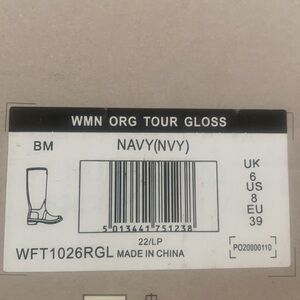 WMN ORG TOUR GLOSS
BM
NAVY(NVY)
UK
6
US
8
EU
39
5 013441 751238
22/LP
WFT1026RGL MADE IN CHINA
PO20000110